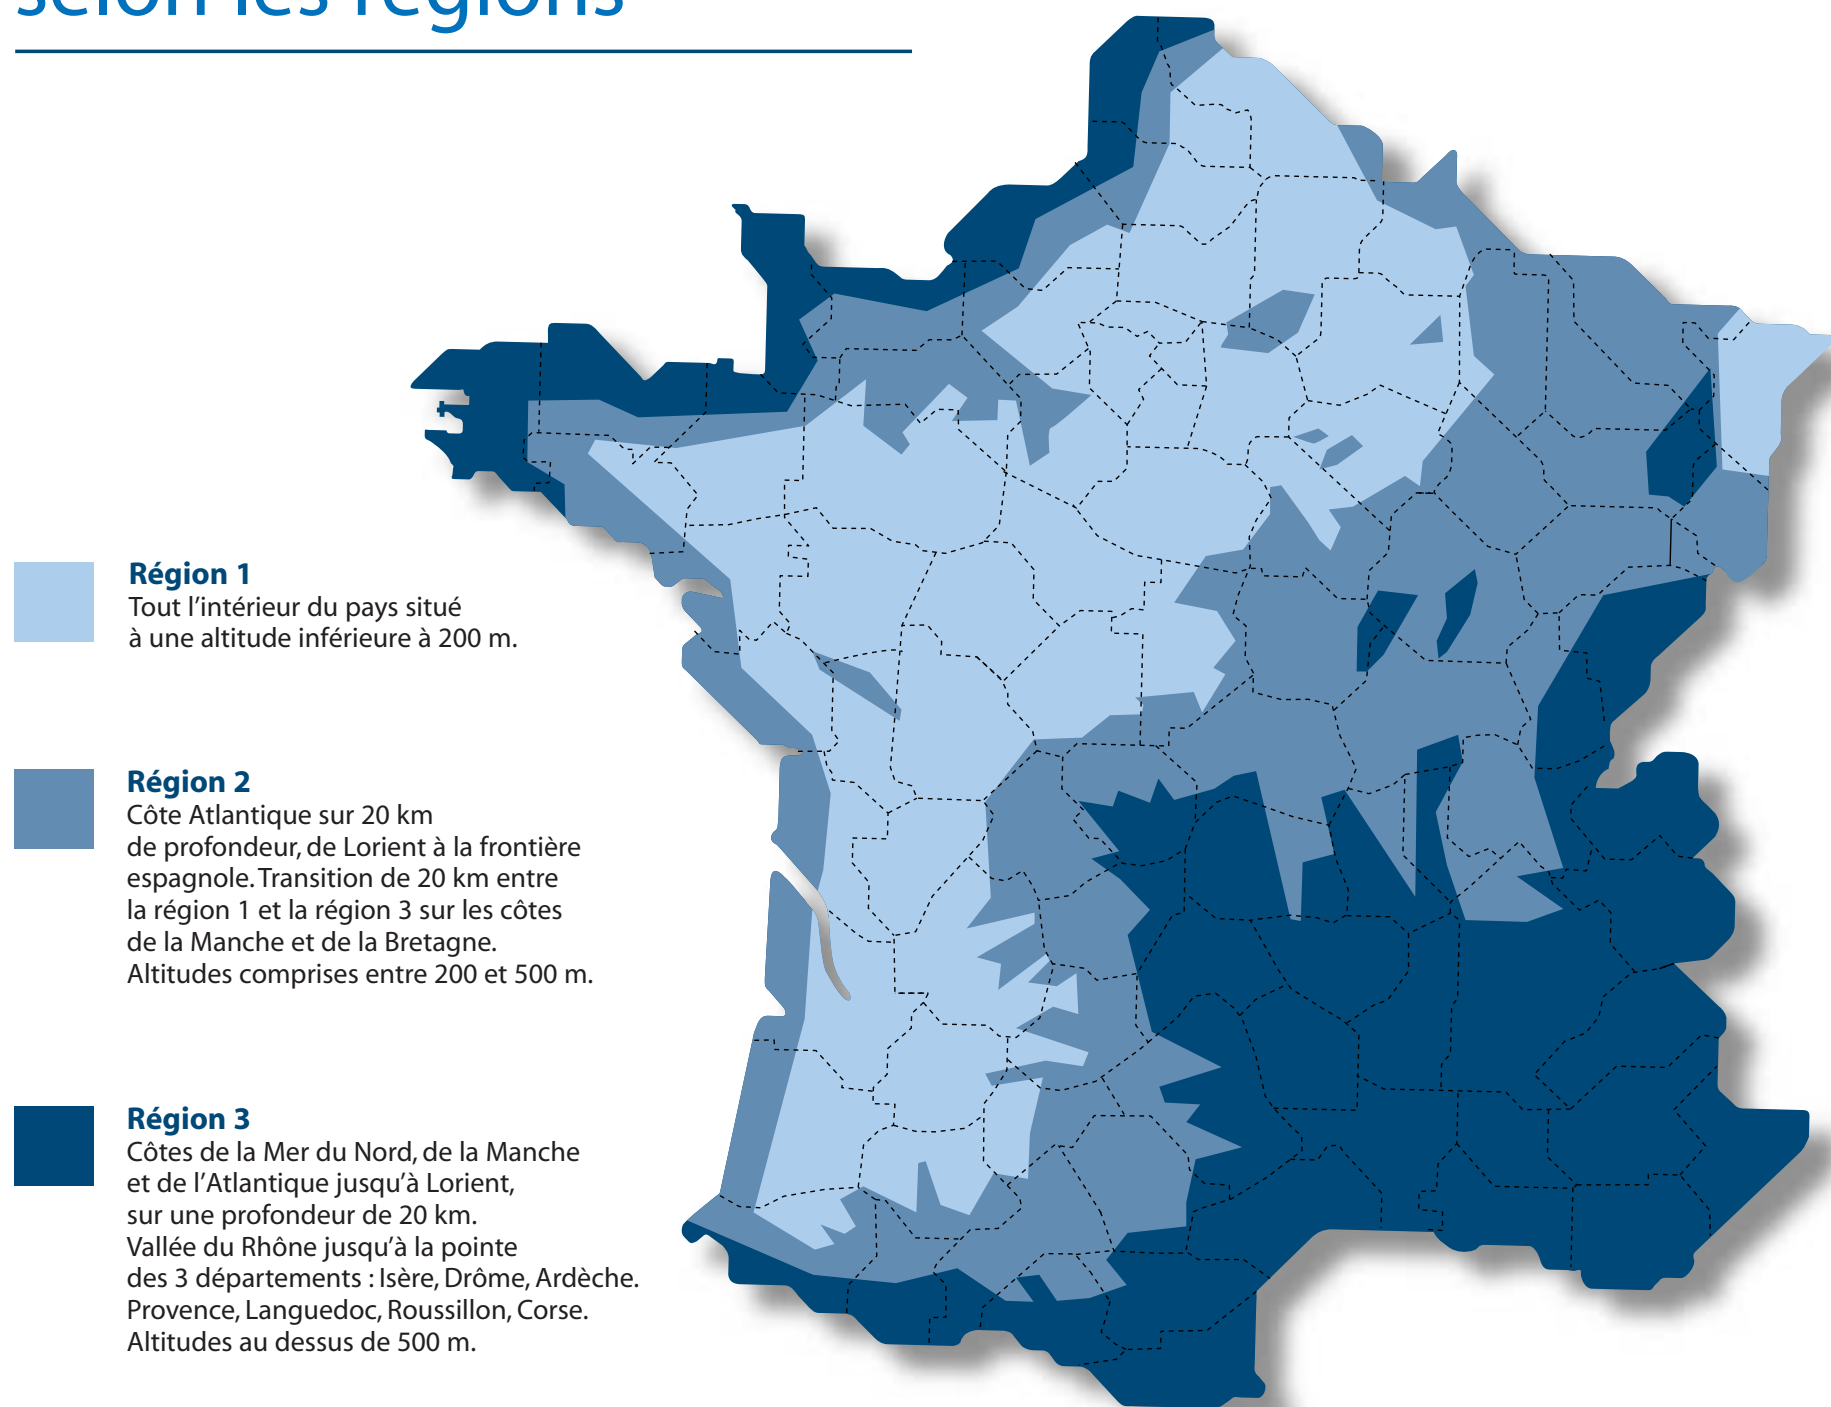 selon les régions
Région 1
Tout l’intérieur du pays situé
à une altitude inférieure à 200 m.
Région 2
Côte Atlantique sur 20 km
de profondeur, de Lorient à la frontière
espagnole. Transition de 20 km entre
la région 1 et la région 3 sur les côtes
de la Manche et de la Bretagne.
Altitudes comprises entre 200 et 500 m.
Région 3
Côtes de la Mer du Nord, de la Manche
et de l’Atlantique jusqu’à Lorient,
sur une profondeur de 20 km.
Vallée du Rhône jusqu’à la pointe
des 3 départements : Isère, Drôme, Ardèche.
Provence, Languedoc, Roussillon, Corse.
Altitudes au dessus de 500 m.